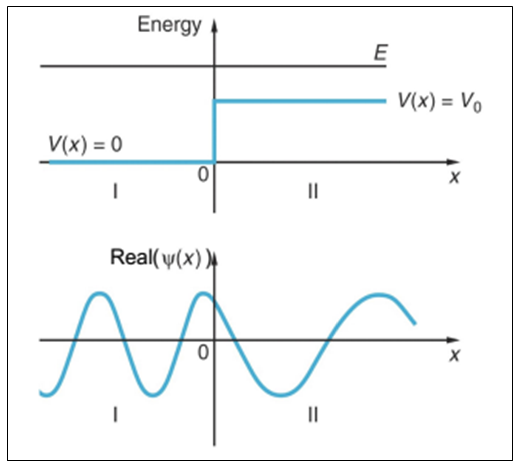 Energy
E
V(x) = V₀
V(x) = 0
0
x
I
II
Real(ψ(x))
0
x
I
II